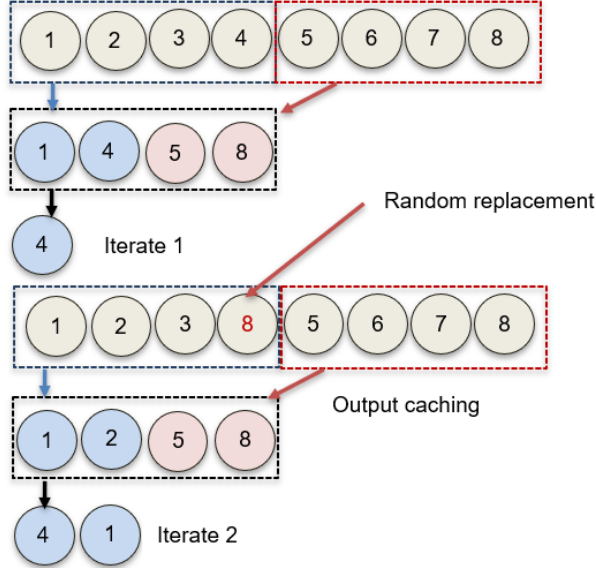 1 2 3 4 5 6 7 8
1 4 5 8
Random replacement
4 Iterate 1
1 2 3 8 5 6 7 8
Output caching
1 2 5 8
4 1 Iterate 2